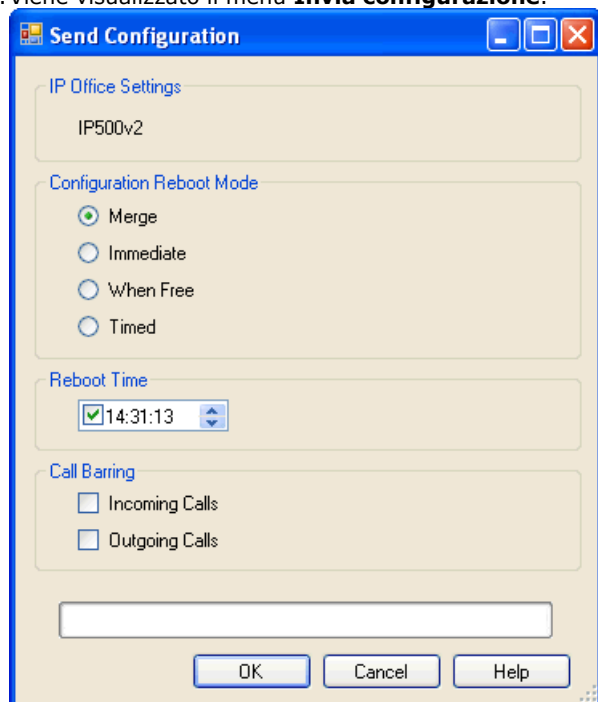 . viene visualizzato il menu Invia configurazione.
Send Configuration
IP Office Settings
IP500v2
Configuration Reboot Mode
Merge
Immediate
When Free
Timed
Reboot Time
14:31:13
Call Barring
Incoming Calls
Outgoing Calls
OK Cancel Help